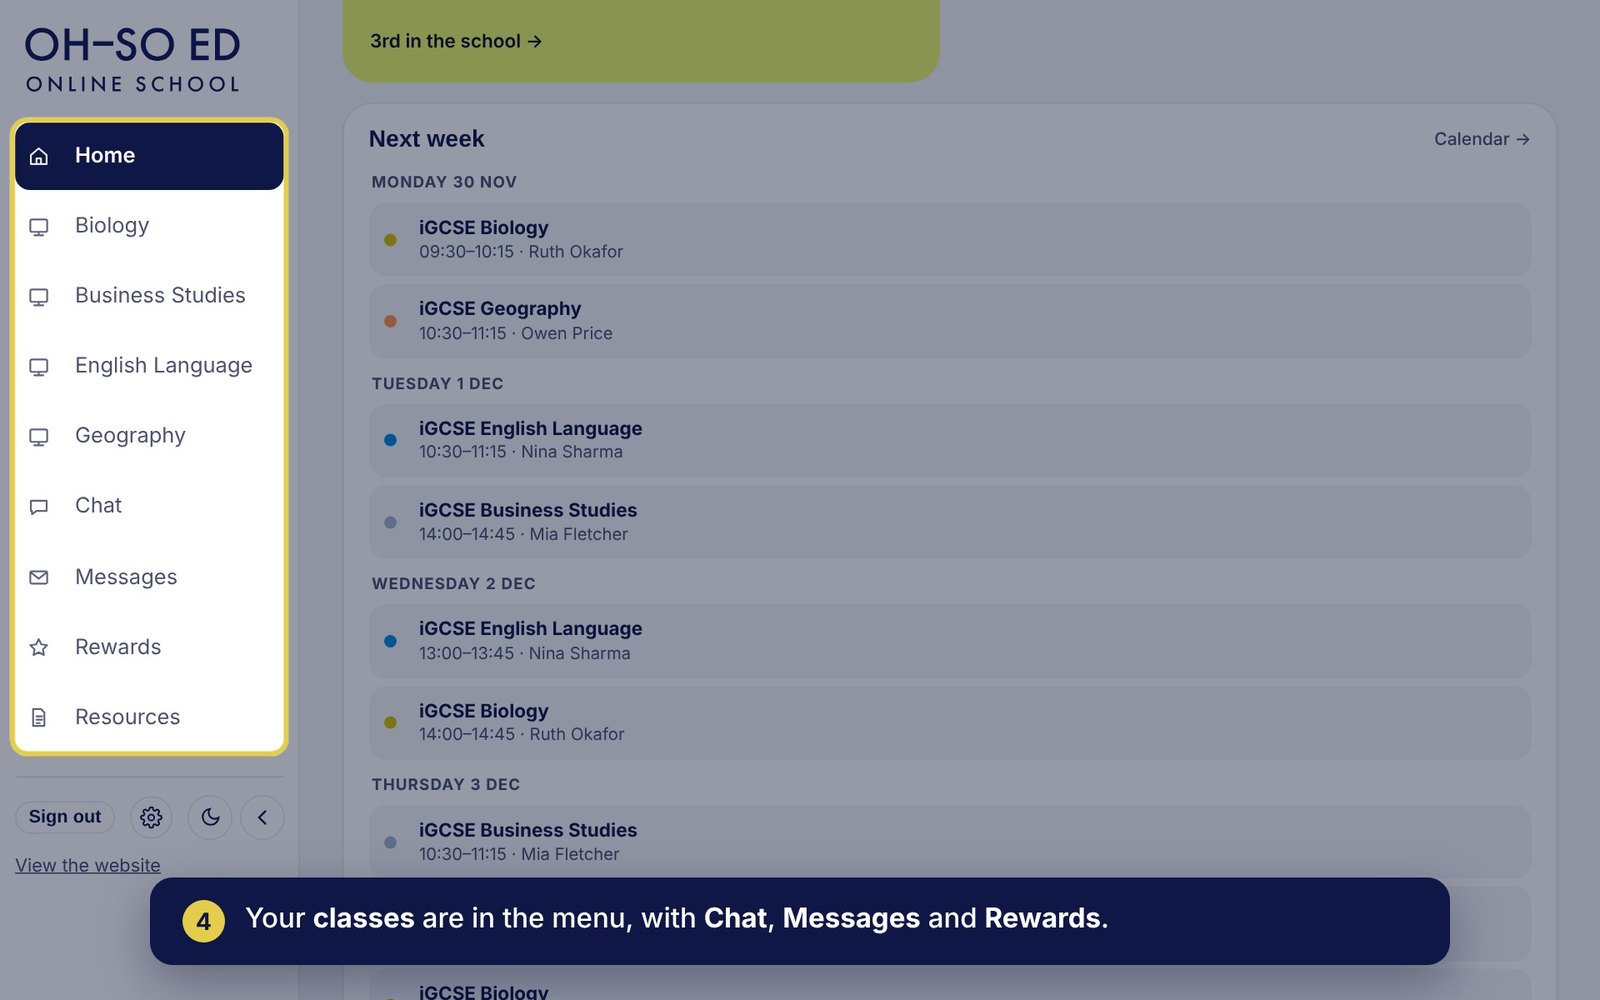 OH–SO ED
ONLINE SCHOOL
Home
Biology
Business Studies
English Language
Geography
Chat
Messages
Rewards
Resources
Sign out
View the website
3rd in the school →
Next week
Calendar →
MONDAY 30 NOV
iGCSE Biology
09:30–10:15 · Ruth Okafor
iGCSE Geography
10:30–11:15 · Owen Price
TUESDAY 1 DEC
iGCSE English Language
10:30–11:15 · Nina Sharma
iGCSE Business Studies
14:00–14:45 · Mia Fletcher
WEDNESDAY 2 DEC
iGCSE English Language
13:00–13:45 · Nina Sharma
iGCSE Biology
14:00–14:45 · Ruth Okafor
THURSDAY 3 DEC
iGCSE Business Studies
10:30–11:15 · Mia Fletcher
4 Your classes are in the menu, with Chat, Messages and Rewards.
iGCSE Biology